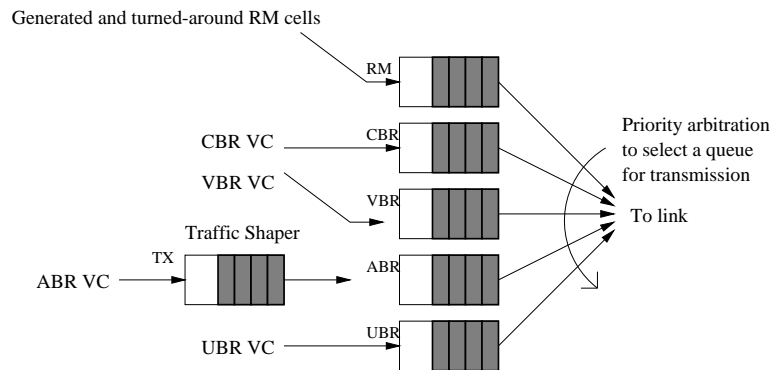 Generated and turned-around RM cells
RM
CBR VC
CBR
Priority arbitration
to select a queue
for transmission
VBR VC
VBR
To link
Traffic Shaper
TX
ABR VC
ABR
UBR VC
UBR